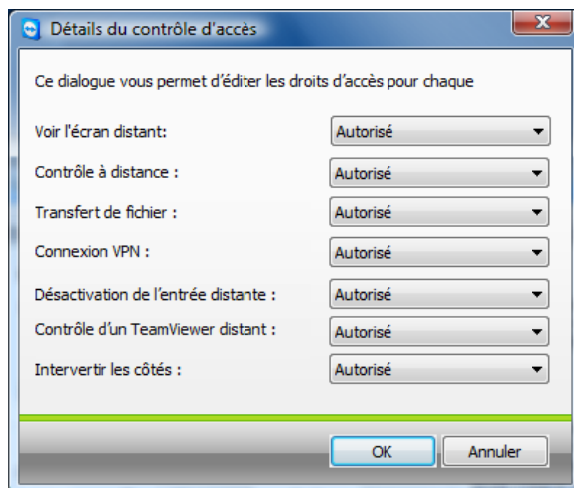 Détails du contrôle d'accès
Ce dialogue vous permet d'éditer les droits d'accès pour chaque
Voir l'écran distant: Autorisé
Contrôle à distance : Autorisé
Transfert de fichier : Autorisé
Connexion VPN : Autorisé
Désactivation de l'entrée distante : Autorisé
Contrôle d'un TeamViewer distant : Autorisé
Intervertir les côtés : Autorisé
OK Annuler